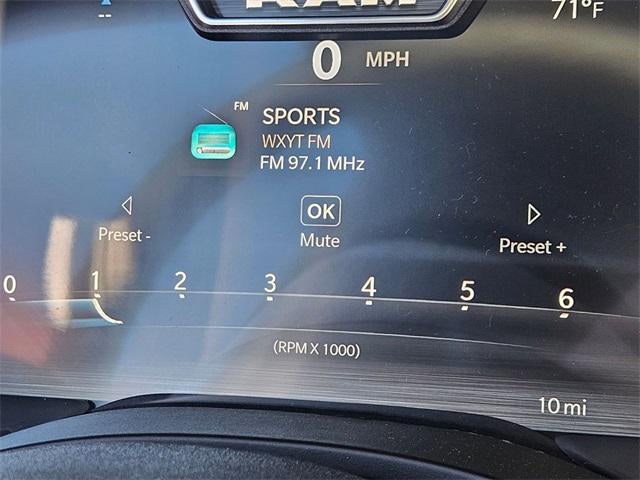 RAM
--
71°F
0 MPH
FM
SPORTS
WXYT FM
FM 97.1 MHz
OK
Preset -
Mute
Preset +
0 1 2 3 4 5 6
(RPM X 1000)
10 mi